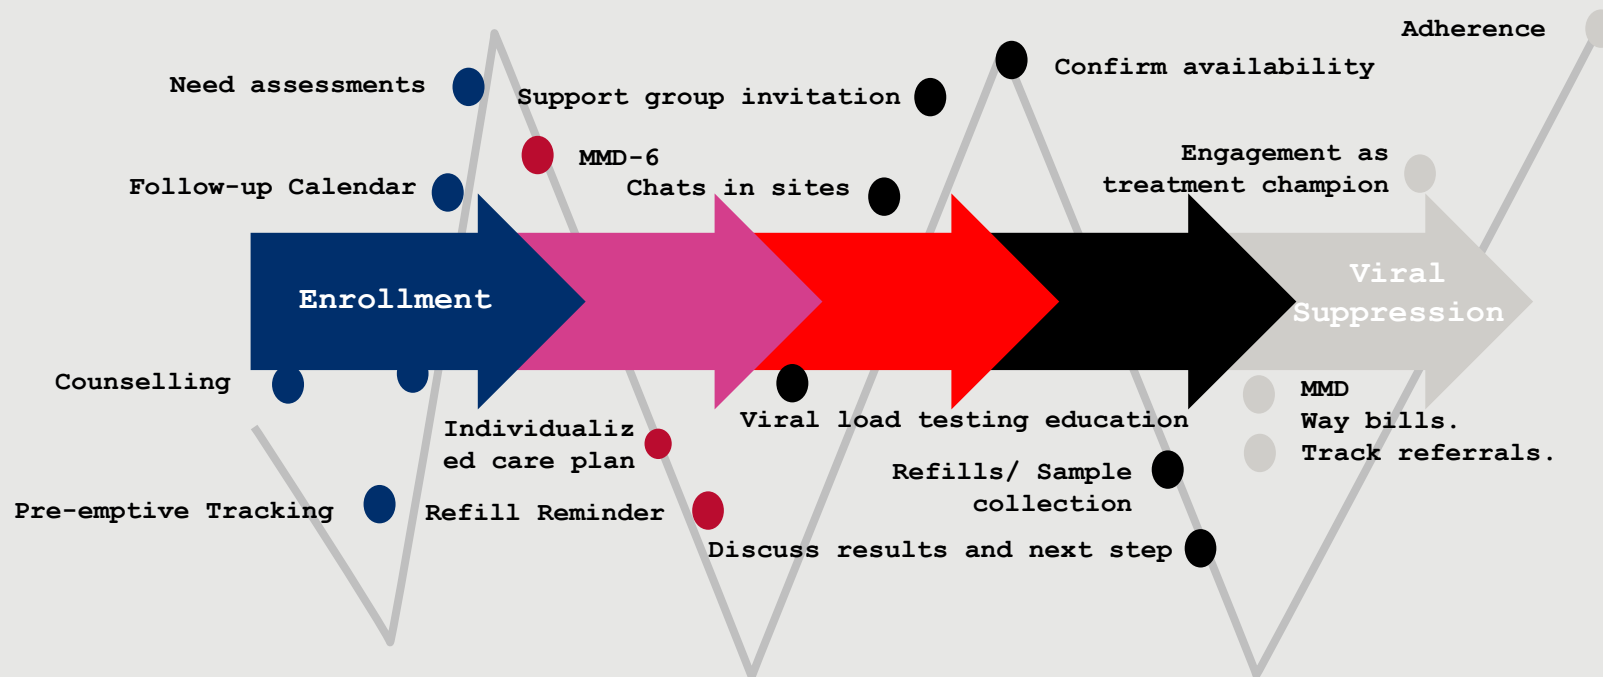 Adherence
Need assessments
Support group invitation
Confirm availability
MMD-6
Follow-up Calendar
Chats in sites
Engagement as
treatment champion
Enrollment
Viral
Suppression
Counselling
Individualiz
ed care plan
Viral load testing education
MMD
Way bills.
Track referrals.
Refills/ Sample
collection
Pre-emptive Tracking
Refill Reminder
Discuss results and next step